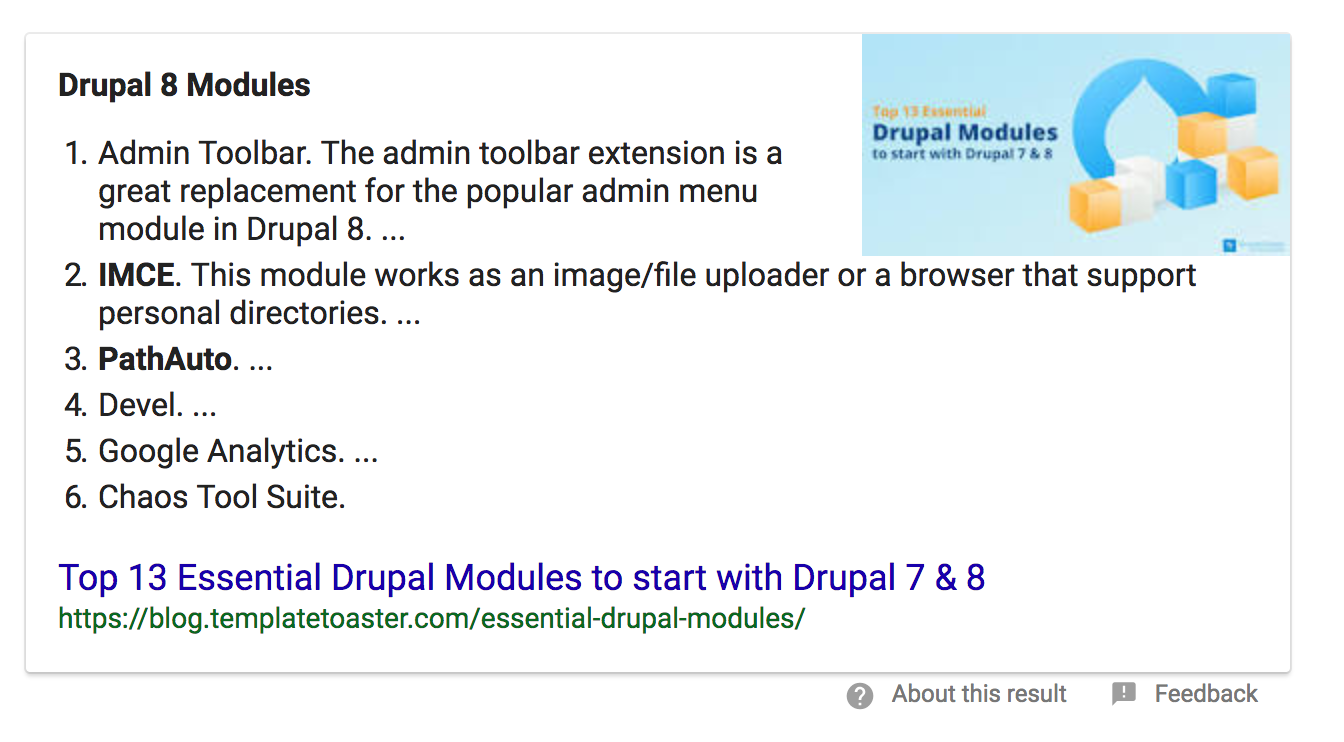 Drupal 8 Modules
1. Admin Toolbar. The admin toolbar extension is a
great replacement for the popular admin menu
module in Drupal 8. ...
2. IMCE. This module works as an image/file uploader or a browser that support
personal directories. ...
3. PathAuto. ...
4. Devel. ...
5. Google Analytics. ...
6. Chaos Tool Suite.
Top 13 Essential
Drupal Modules
to start with Drupal 7 & 8
Top 13 Essential Drupal Modules to start with Drupal 7 & 8
https://blog.templatetoaster.com/essential-drupal-modules/
About this result
Feedback